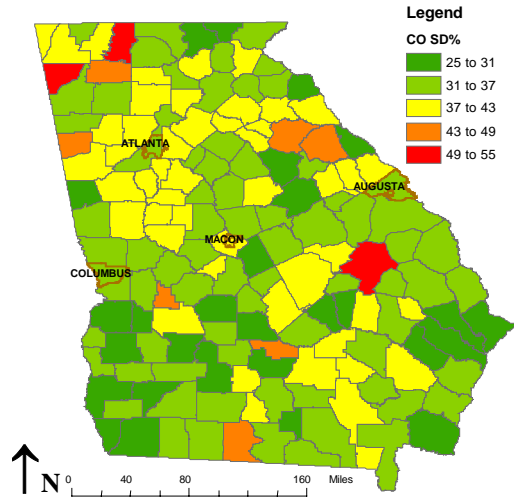 Legend
CO SD%
25 to 31
31 to 37
37 to 43
43 to 49
49 to 55
ATLANTA
AUGUSTA
MACON
COLUMBUS
N
0 40 80 160 Miles